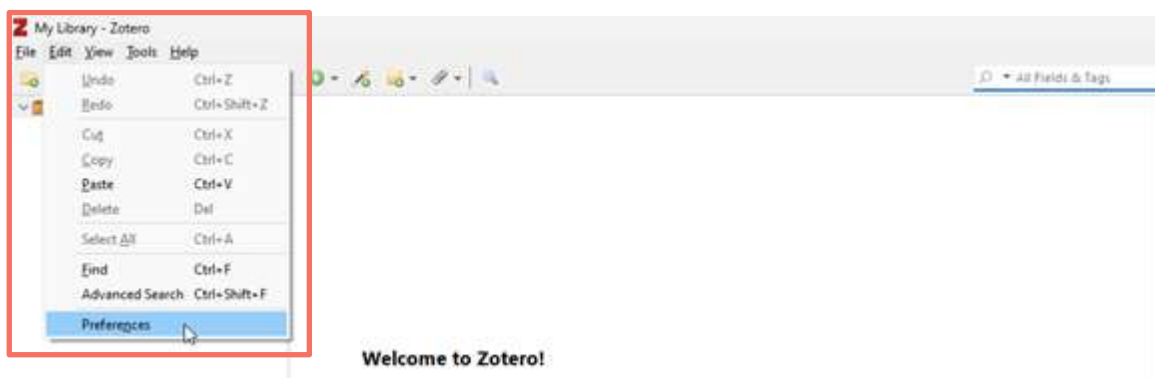 My Library - Zotero
File Edit View Tools Help
Undo Ctrl+Z
All Fields & Tags
Redo Ctrl+Shift+Z
Cut Ctrl+X
Copy Ctrl+C
Paste Ctrl+V
Delete Del
Select All Ctrl+A
Find Ctrl+F
Advanced Search Ctrl+Shift+F
Preferences
Welcome to Zotero!